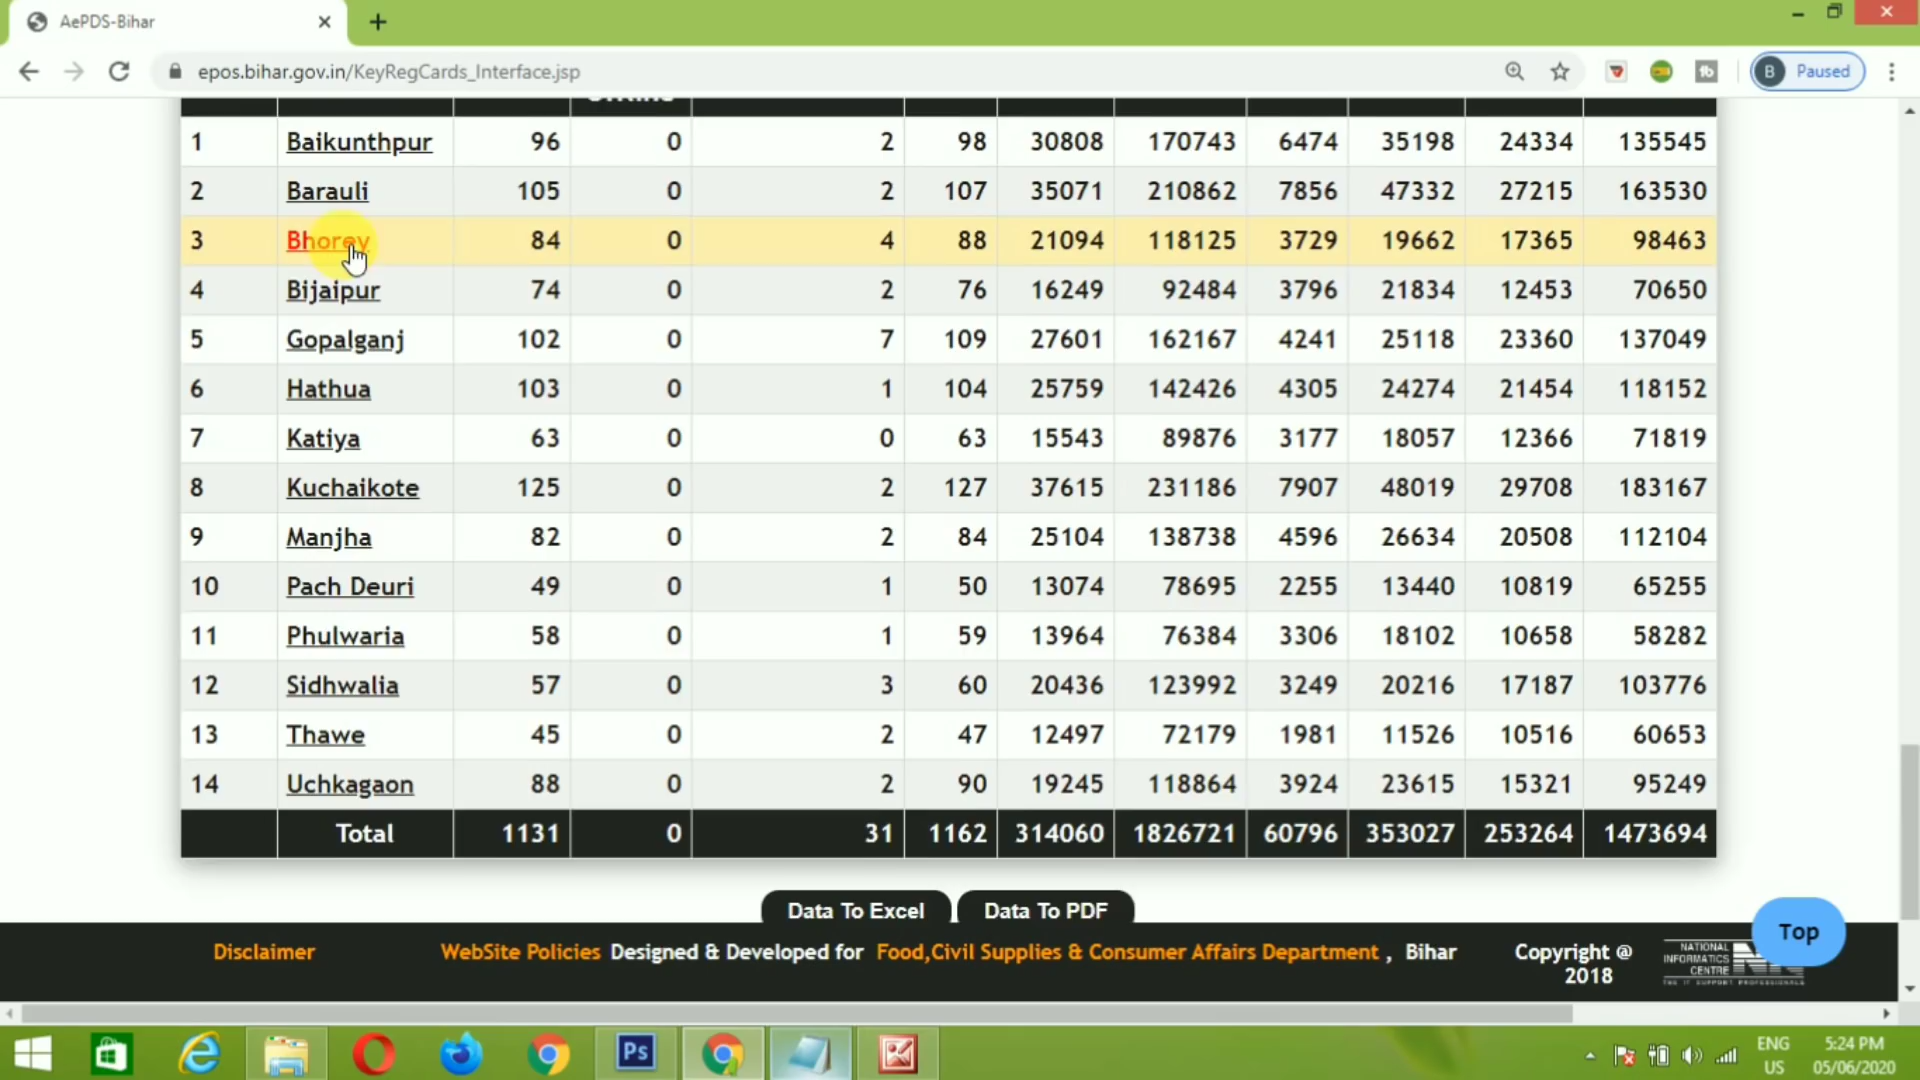 AePDS-Bihar
epos.bihar.gov.in/KeyRegCards_Interface.jsp
B Paused
1 Baikunthpur 96 0 2 98 30808 170743 6474 35198 24334 135545
2 Barauli 105 0 2 107 35071 210862 7856 47332 27215 163530
3 Bhorey 84 0 4 88 21094 118125 3729 19662 17365 98463
4 Bijaipur 74 0 2 76 16249 92484 3796 21834 12453 70650
5 Gopalganj 102 0 7 109 27601 162167 4241 25118 23360 137049
6 Hathua 103 0 1 104 25759 142426 4305 24274 21454 118152
7 Katiya 63 0 0 63 15543 89876 3177 18057 12366 71819
8 Kuchaikote 125 0 2 127 37615 231186 7907 48019 29708 183167
9 Manjha 82 0 2 84 25104 138738 4596 26634 20508 112104
10 Pach Deuri 49 0 1 50 13074 78695 2255 13440 10819 65255
11 Phulwaria 58 0 1 59 13964 76384 3306 18102 10658 58282
12 Sidhwalia 57 0 3 60 20436 123992 3249 20216 17187 103776
13 Thawe 45 0 2 47 12497 72179 1981 11526 10516 60653
14 Uchkagaon 88 0 2 90 19245 118864 3924 23615 15321 95249
Total 1131 0 31 1162 314060 1826721 60796 353027 253264 1473694
Data To Excel Data To PDF
Top
Disclaimer WebSite Policies Designed & Developed for Food,Civil Supplies & Consumer Affairs Department , Bihar Copyright @
2018
NATIONAL
INFORMATICS
CENTRE
Ps
ENG 5:24 PM
US 05/06/2020